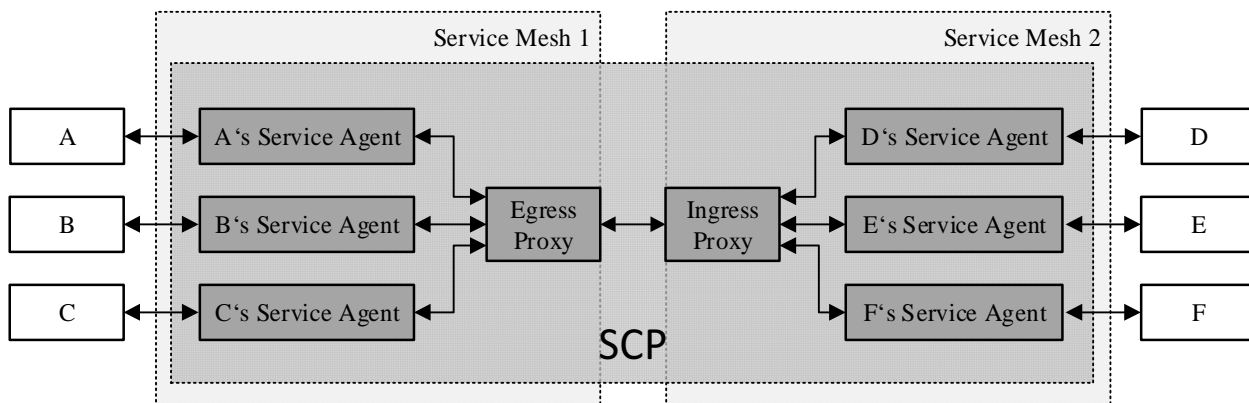 Service Mesh 1
Service Mesh 2
A
A‘s Service Agent
D‘s Service Agent
D
B
B‘s Service Agent
Egress
Proxy
Ingress
Proxy
E‘s Service Agent
E
C
C‘s Service Agent
F‘s Service Agent
F
SCP